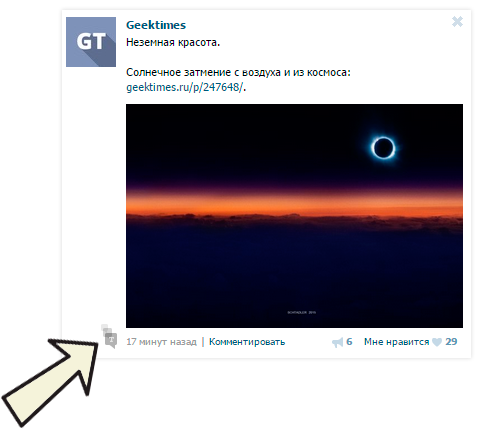 GT
Geektimes
Неземная красота.
Солнечное затмение с воздуха и из космоса:
geektimes.ru/p/247648/.
17 минут назад | Комментировать 6 Мне нравится 29